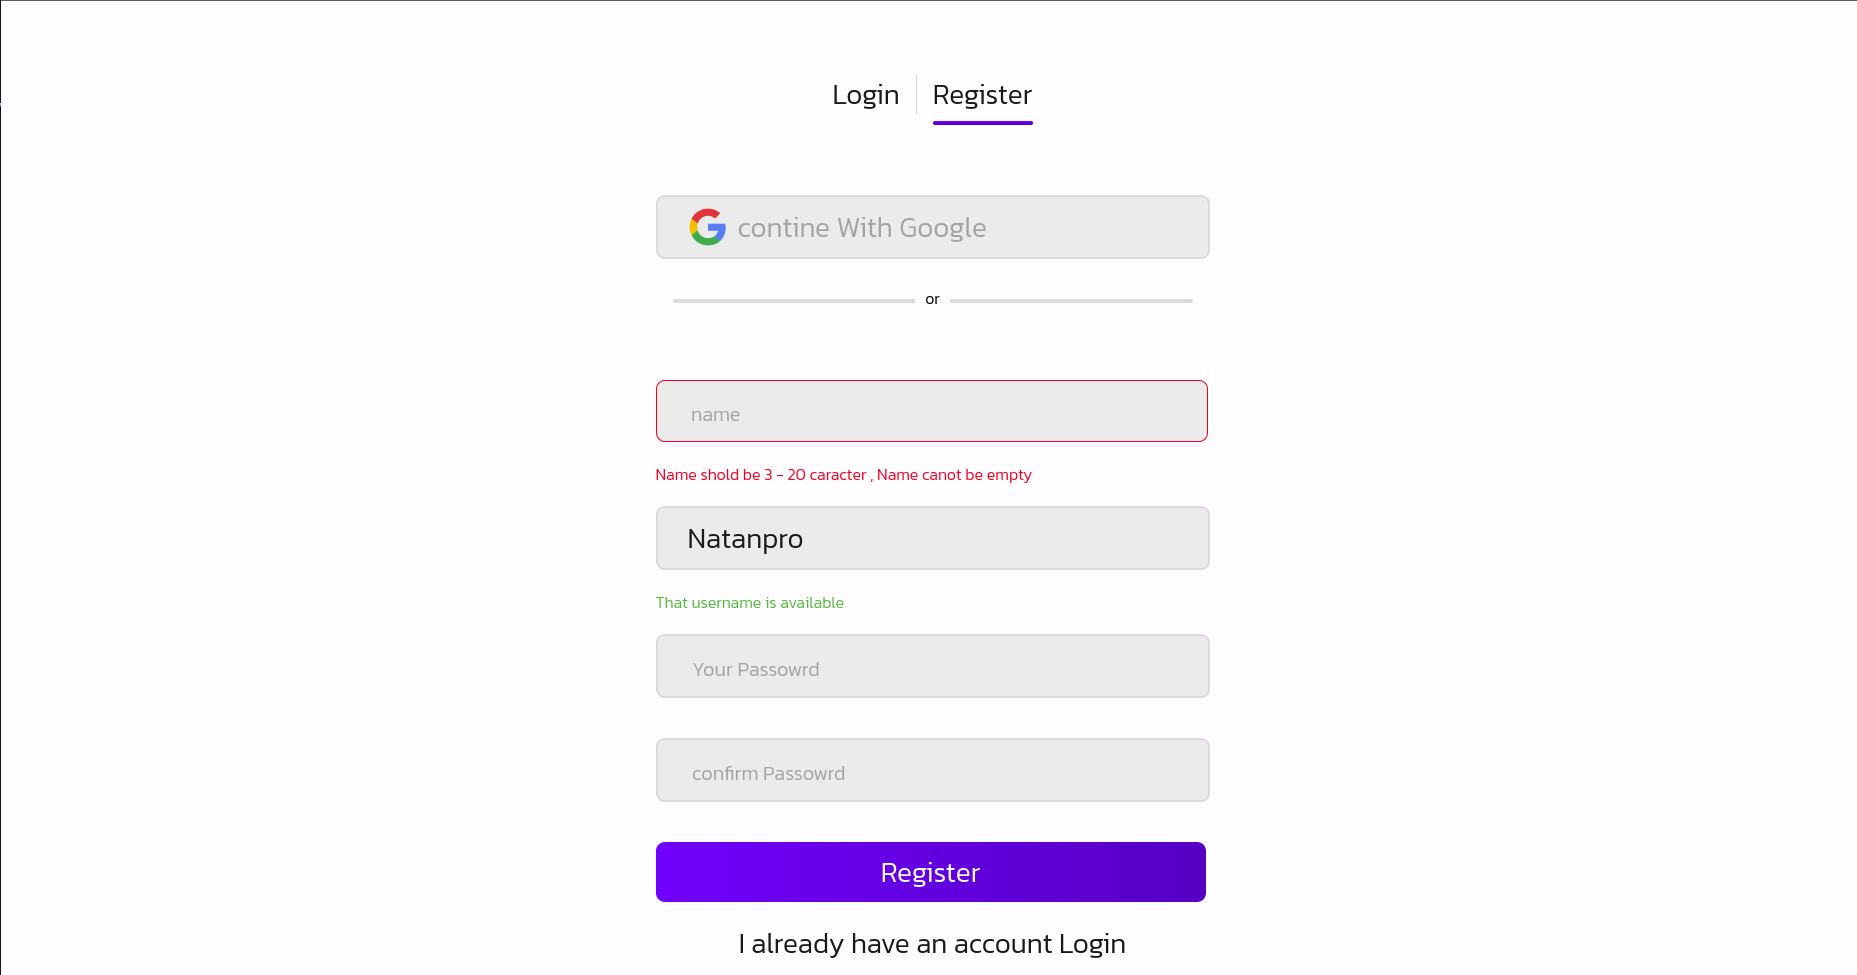 Login Register
contine With Google
or
name
Name shold be 3 - 20 caracter , Name canot be empty
Natanpro
That username is available
Your Passowrd
confirm Passowrd
Register
I already have an account Login